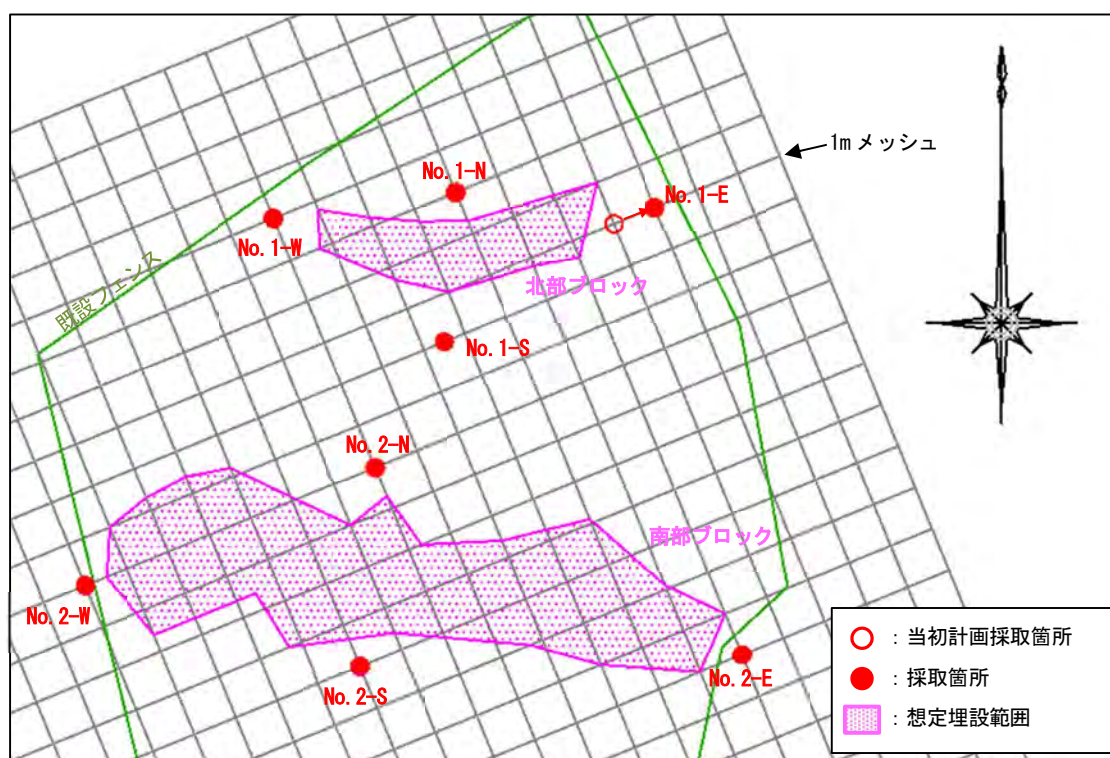 1m メッシュ
No. 1-N
No. 1-E
No. 1-W
既設フェンス
北部ブロック
No. 1-S
No. 2-N
南部ブロック
No. 2-W
No. 2-E
No. 2-S
：当初計画採取箇所
：採取箇所
：想定埋設範囲